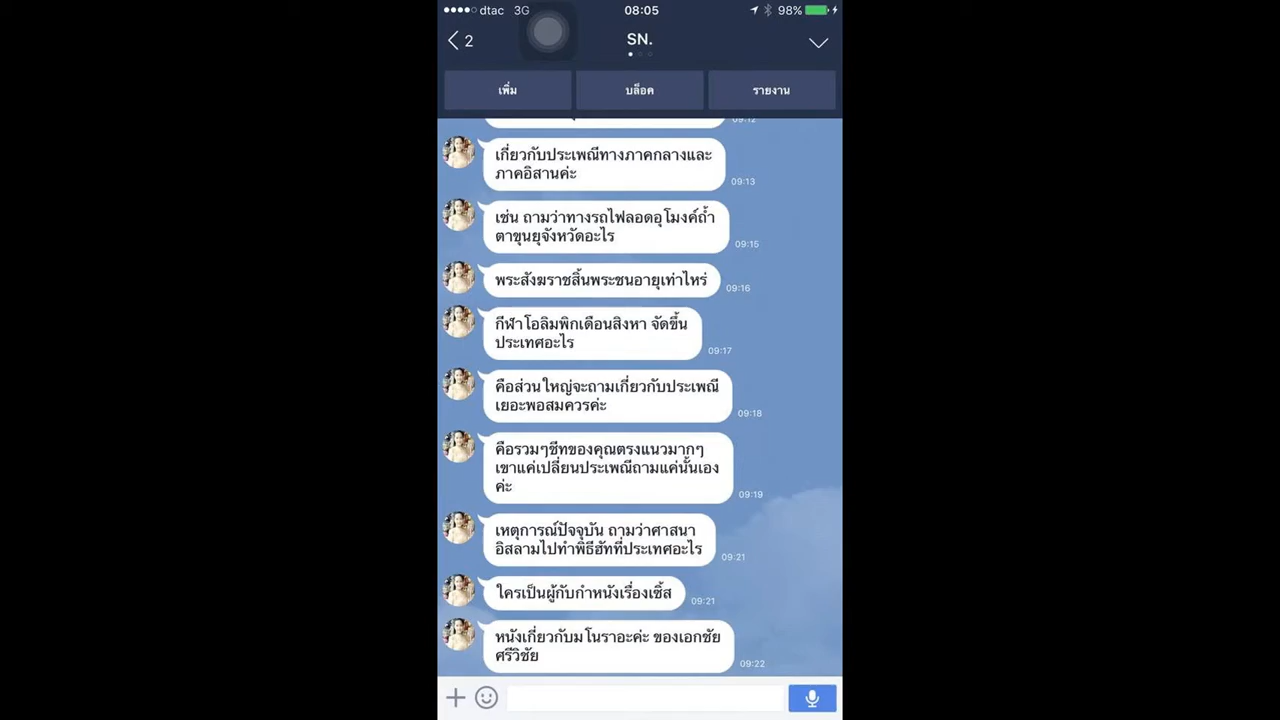 dtac 3G 08:05 98%
2 SN.
เพิ่ม บล็อค รายงาน
09:12
เกี่ยวกับประเพณีทางภาคกลางและ
ภาคอิสานค่ะ
09:13
เช่น ถามว่าทางรถไฟลอดอุโมงค์ถ้ำ
ตาขุนยุจังหวัดอะไร
09:15
พระสังฆราชสิ้นพระชนอายุเท่าไหร่
09:16
กีฬาโอลิมพิกเดือนสิงหา จัดขึ้น
ประเทศอะไร
09:17
คือส่วนใหญ่จะถามเกี่ยวกับประเพณี
เยอะพอสมควรค่ะ
09:18
คือรวมๆชีทของคุณตรงแนวมากๆ
เขาแค่เปลี่ยนประเพณีถามแค่นั้นเอง
ค่ะ
09:19
เหตุการณ์ปัจจุบัน ถามว่าศาสนา
อิสลามไปทำพิธีฮัทที่ประเทศอะไร
09:21
ใครเป็นผู้กับกำหนังเรื่องเซิ้ส
09:21
หนังเกี่ยวกับมโนราอะค่ะ ของเอกชัย
ศรีวิชัย
09:22